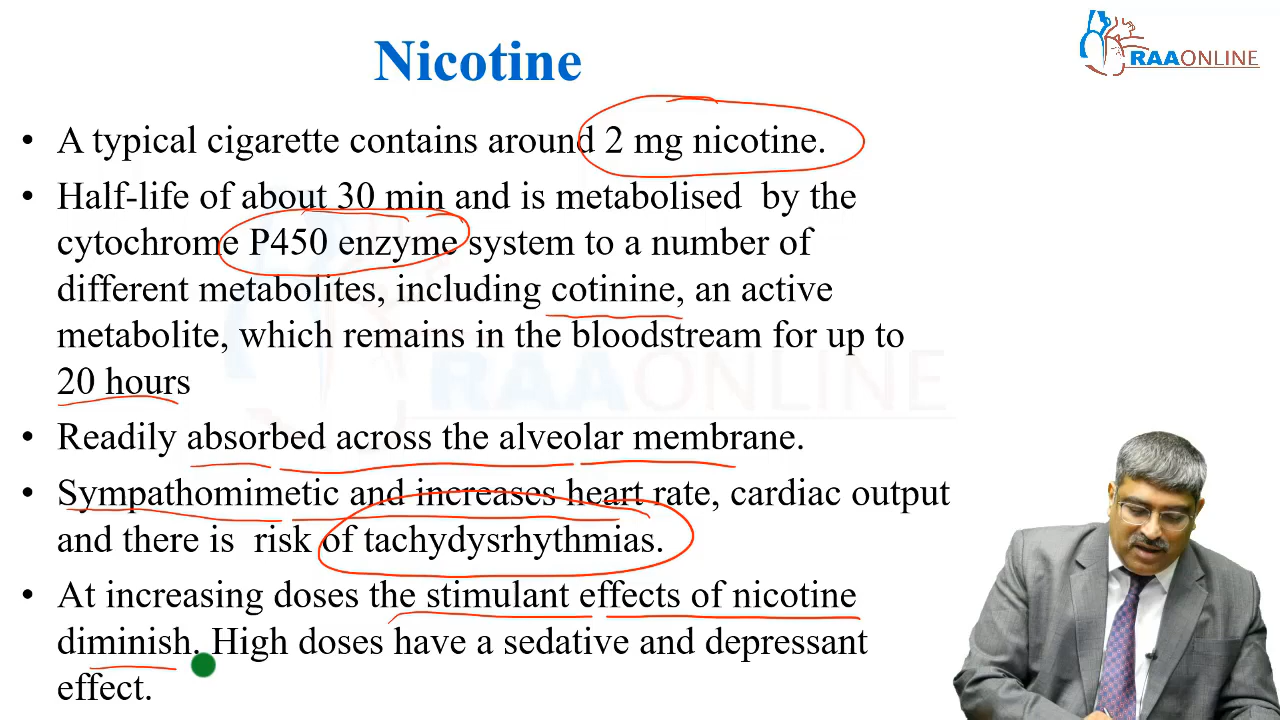 Nicotine
RAAONLINE
• A typical cigarette contains around 2 mg nicotine.
• Half-life of about 30 min and is metabolised by the
cytochrome P450 enzyme system to a number of
different metabolites, including cotinine, an active
metabolite, which remains in the bloodstream for up to
20 hours
RAAONLINE
• Readily absorbed across the alveolar membrane.
• Sympathomimetic and increases heart rate, cardiac output
and there is risk of tachydysrhythmias.
• At increasing doses the stimulant effects of nicotine
diminish. High doses have a sedative and depressant
effect.